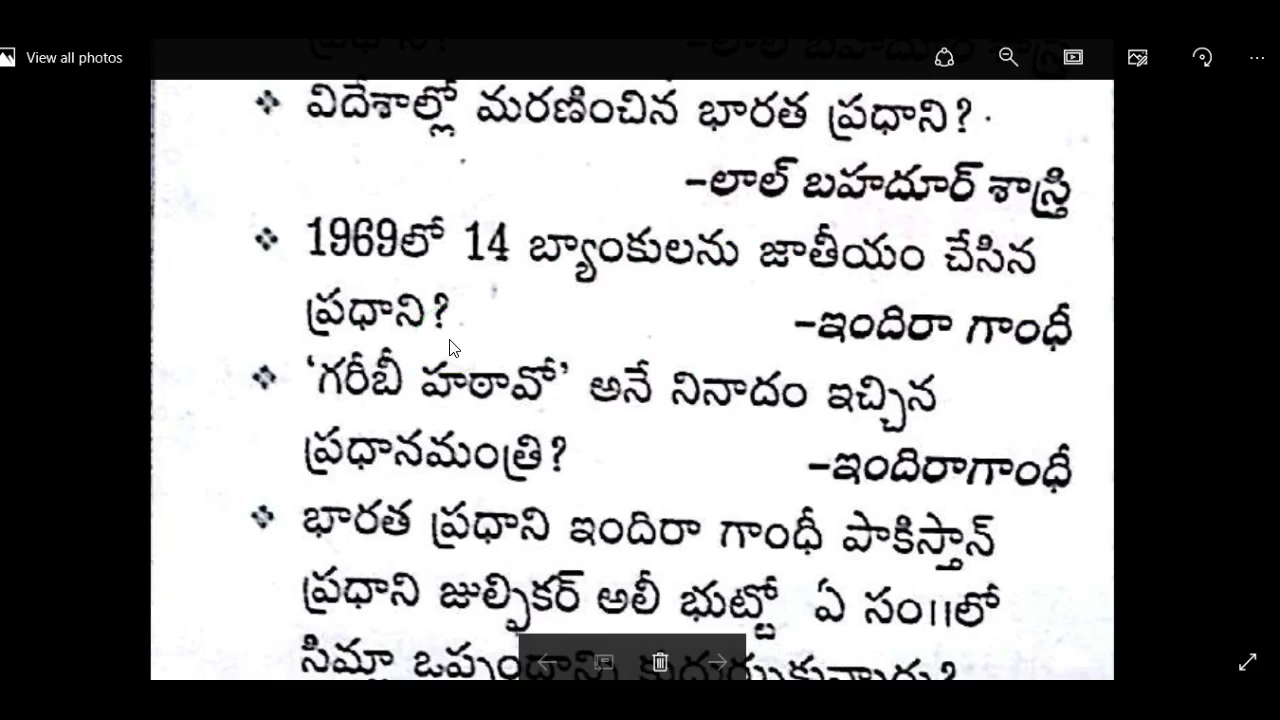 View all photos
❖ విదేశాల్లో మరణించిన భారత ప్రధాని?
-లాల్ బహదూర్ శాస్త్రి
❖ 1969లో 14 బ్యాంకులను జాతీయం చేసిన
ప్రధాని? -ఇందిరా గాంధీ
❖ ‘గరీబీ హఠావో’ అనే నినాదం ఇచ్చిన
ప్రధానమంత్రి? -ఇందిరాగాంధీ
❖ భారత ప్రధాని ఇందిరా గాంధీ పాకిస్తాన్
ప్రధాని జుల్ఫికర్ అలీ భుట్టో ఏ సం||లో
సిమ్లా